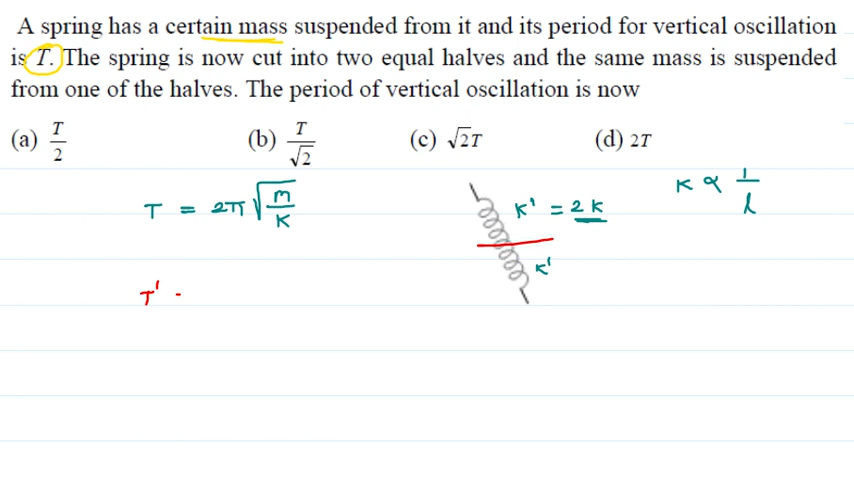 A spring has a certain mass suspended from it and its period for vertical oscillation
is T. The spring is now cut into two equal halves and the same mass is suspended
from one of the halves. The period of vertical oscillation is now
(a) T/2 (b) T/√2 (c) √2T (d) 2T
T = 2π√(m/K) K' = 2K K ∝ 1/l
K'
T' -